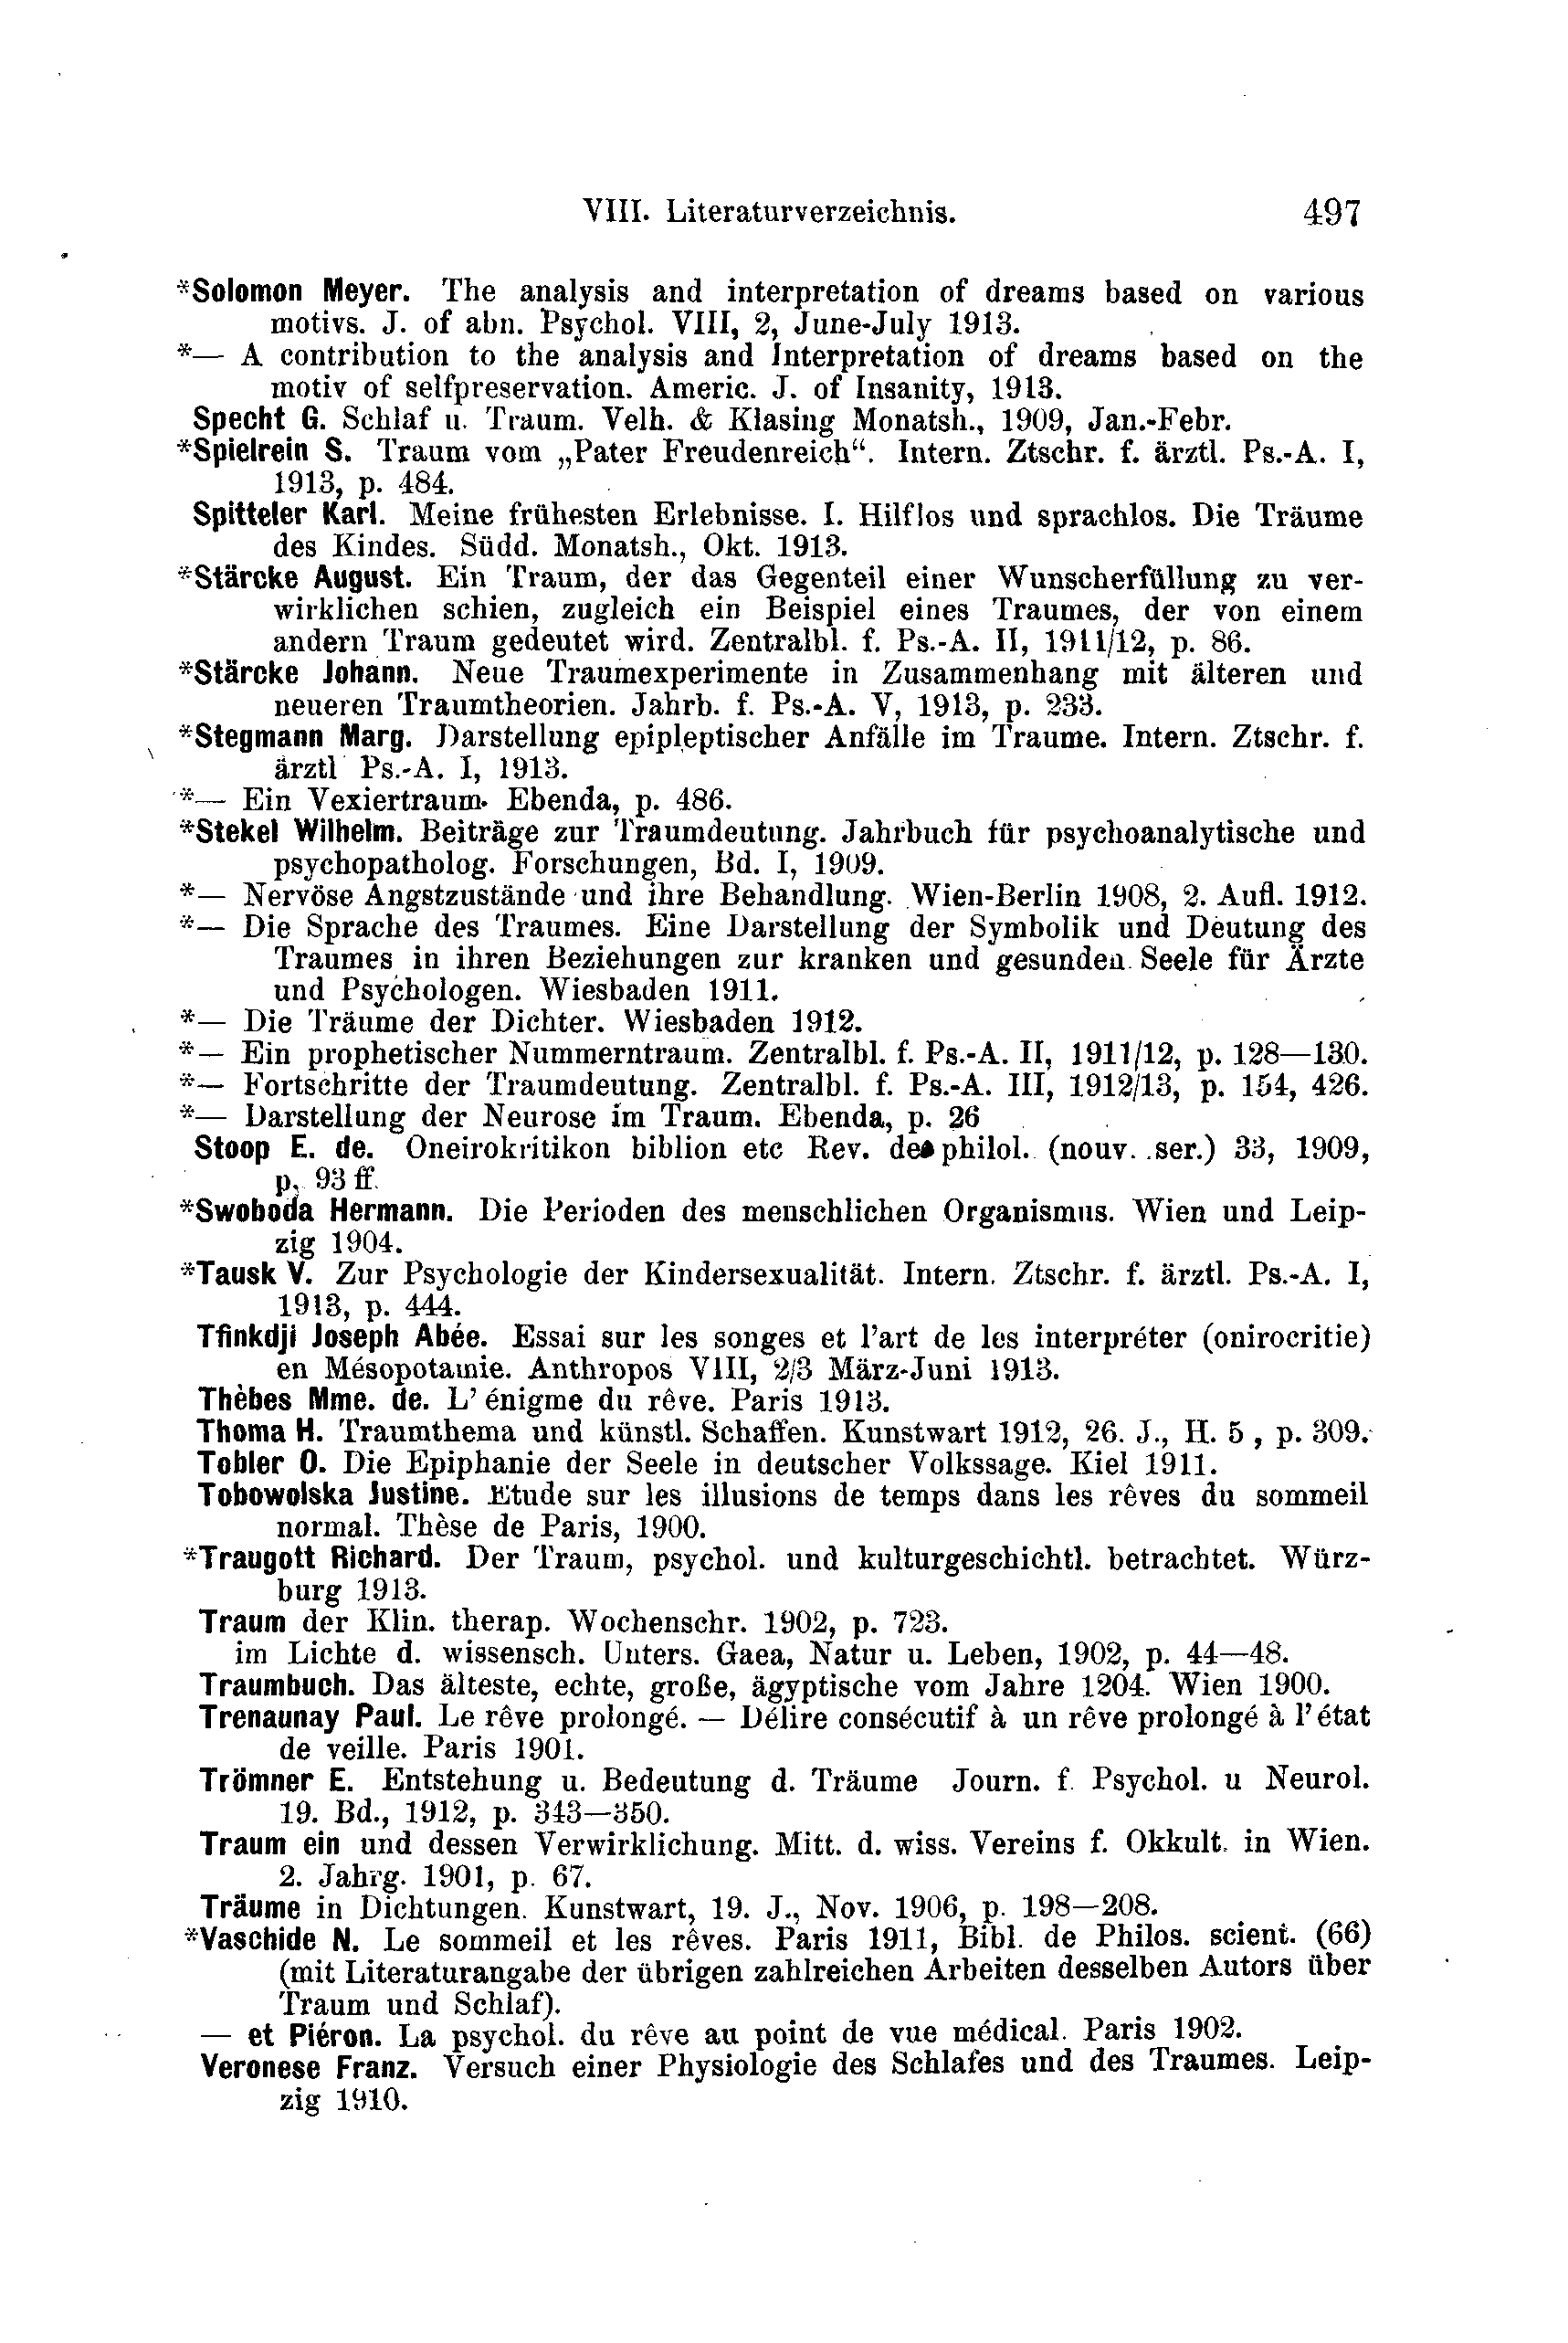 VIII. Literaturverzeichnis. 497
*Solomon Meyer. The analysis and interpretation of dreams based on various
motivs. J. of abn. Psychol. VIII, 2, June-July 1913.
*— A contribution to the analysis and Interpretation of dreams based on the
motiv of selfpreservation. Americ. J. of Insanity, 1913.
Specht G. Schlaf u. Traum. Velh. & Klasing Monatsh., 1909, Jan.-Febr.
*Spielrein S. Traum vom „Pater Freudenreich“. Intern. Ztschr. f. ärztl. Ps.-A. I,
1913, p. 484.
Spitteler Karl. Meine frühesten Erlebnisse. I. Hilflos und sprachlos. Die Träume
des Kindes. Südd. Monatsh., Okt. 1913.
*Stärcke August. Ein Traum, der das Gegenteil einer Wunscherfüllung zu ver-
wirklichen schien, zugleich ein Beispiel eines Traumes, der von einem
andern Traum gedeutet wird. Zentralbl. f. Ps.-A. II, 1911/12, p. 86.
*Stärcke Johann. Neue Traumexperimente in Zusammenhang mit älteren und
neueren Traumtheorien. Jahrb. f. Ps.-A. V, 1913, p. 233.
*Stegmann Marg. Darstellung epipleptischer Anfälle im Traume. Intern. Ztschr. f.
ärztl Ps.-A. I, 1913.
*— Ein Vexiertraum. Ebenda, p. 486.
*Stekel Wilhelm. Beiträge zur Traumdeutung. Jahrbuch für psychoanalytische und
psychopatholog. Forschungen, Bd. I, 1909.
*— Nervöse Angstzustände und ihre Behandlung. Wien-Berlin 1908, 2. Aufl. 1912.
*— Die Sprache des Traumes. Eine Darstellung der Symbolik und Deutung des
Traumes in ihren Beziehungen zur kranken und gesunden Seele für Ärzte
und Psychologen. Wiesbaden 1911.
*— Die Träume der Dichter. Wiesbaden 1912.
*— Ein prophetischer Nummerntraum. Zentralbl. f. Ps.-A. II, 1911/12, p. 128—130.
*— Fortschritte der Traumdeutung. Zentralbl. f. Ps.-A. III, 1912/13, p. 154, 426.
*— Darstellung der Neurose im Traum. Ebenda, p. 26
Stoop E. de. Oneirokritikon biblion etc Rev. de philol. (nouv. ser.) 33, 1909,
p, 93 ff.
*Swoboda Hermann. Die Perioden des menschlichen Organismus. Wien und Leip-
zig 1904.
*Tausk V. Zur Psychologie der Kindersexualität. Intern. Ztschr. f. ärztl. Ps.-A. I,
1913, p. 444.
Tfinkdji Joseph Abée. Essai sur les songes et l'art de les interpréter (onirocritie)
en Mésopotamie. Anthropos VIII, 2/3 März-Juni 1913.
Thèbes Mme. de. L'énigme du rêve. Paris 1913.
Thoma H. Traumthema und künstl. Schaffen. Kunstwart 1912, 26. J., H. 5, p. 309.
Tobler O. Die Epiphanie der Seele in deutscher Volkssage. Kiel 1911.
Tobowolska Justine. Etude sur les illusions de temps dans les rêves du sommeil
normal. Thèse de Paris, 1900.
*Traugott Richard. Der Traum, psychol. und kulturgeschichtl. betrachtet. Würz-
burg 1913.
Traum der Klin. therap. Wochenschr. 1902, p. 723.
im Lichte d. wissensch. Unters. Gaea, Natur u. Leben, 1902, p. 44—48.
Traumbuch. Das älteste, echte, große, ägyptische vom Jahre 1204. Wien 1900.
Trenaunay Paul. Le rêve prolongé. — Délire consécutif à un rêve prolongé à l'état
de veille. Paris 1901.
Trömner E. Entstehung u. Bedeutung d. Träume Journ. f. Psychol. u Neurol.
19. Bd., 1912, p. 343—350.
Traum ein und dessen Verwirklichung. Mitt. d. wiss. Vereins f. Okkult. in Wien.
2. Jahrg. 1901, p. 67.
Träume in Dichtungen. Kunstwart, 19. J., Nov. 1906, p. 198—208.
*Vaschide N. Le sommeil et les rêves. Paris 1911, Bibl. de Philos. scient. (66)
(mit Literaturangabe der übrigen zahlreichen Arbeiten desselben Autors über
Traum und Schlaf).
— et Piéron. La psychol. du rêve au point de vue médical. Paris 1902.
Veronese Franz. Versuch einer Physiologie des Schlafes und des Traumes. Leip-
zig 1910.